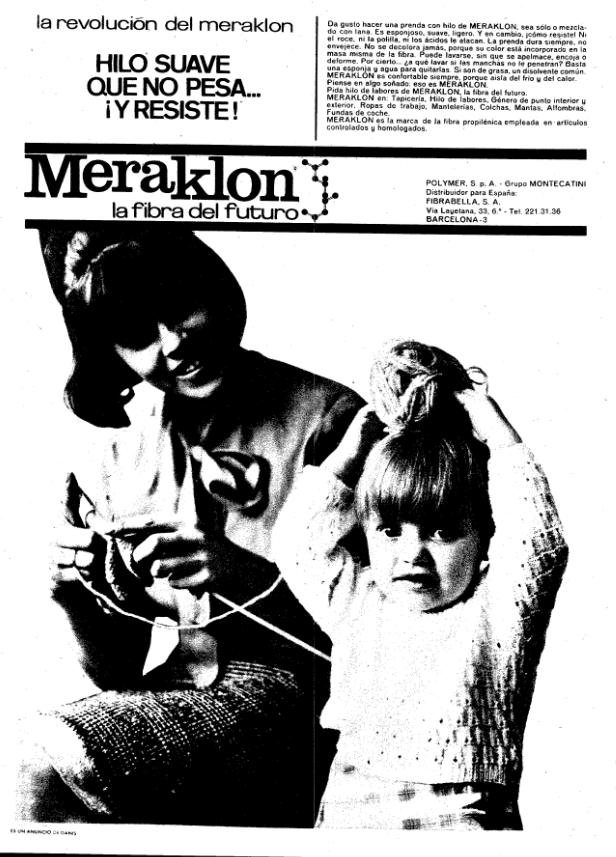 la revolución del meraklon
HILO SUAVE
QUE NO PESA...
¡Y RESISTE!
Da gusto hacer una prenda con hilo de MERAKLON, sea sólo o mezcla-
do con lana. Es esponjoso, suave, ligero. Y en cambio, ¡cómo resiste! Ni
el roce, ni la polilla, ni los ácidos le atacan. La prenda dura siempre, no
envejece. No se decolora jamás, porque su color está incorporado en la
masa misma de la fibra. Puede lavarse, sin que se apelmace, encoja o
deforme. Por cierto... ¿a qué lavar si las manchas no le penetran? Basta
una esponja y agua para quitarlas. Si son de grasa, un disolvente común.
MERAKLON es confortable siempre, porque aisla del frío y del calor.
Piense en algo soñado: eso es MERAKLON.
Pida hilo de labores de MERAKLON, la fibra del futuro.
MERAKLON en: Tapicería, Hilo de labores, Género de punto interior y
exterior, Ropas de trabajo, Mantelerías, Colchas, Mantas, Alfombras,
Fundas de coche.
MERAKLON es la marca de la fibra propilénica empleada en artículos
controlados y homologados.
Meraklon
la fibra del futuro
POLYMER, S. p. A. - Grupo MONTECATINI
Distribuidor para España:
FIBRABELLA, S. A.
Vía Layetana, 33, 6.° - Tel. 221.31.36
BARCELONA-3
ES UN ANUNCIO DE DANIS